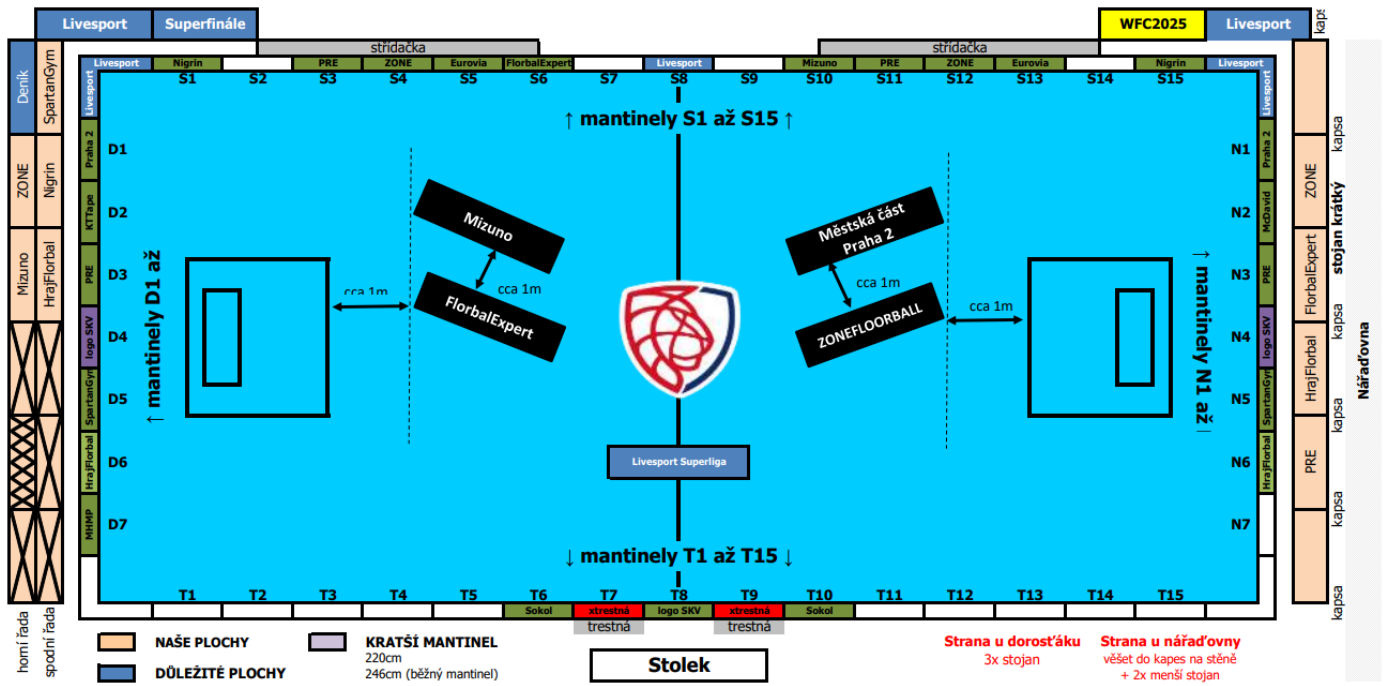 Livesport
Superfinále
WFC2025
Livesport
kaps
střídačka
střídačka
Livesport
Nigrin
PRE
ZONE
Eurovia
FlorbalExpert
Livesport
Mizuno
PRE
ZONE
Eurovia
Nigrin
Livesport
S1
S2
S3
S4
S5
S6
S7
S8
S9
S10
S11
S12
S13
S14
S15
↑ mantinely S1 až S15 ↑
Deník
ZONE
Mizuno
horní řada
SpartanGym
Nigrin
HrajFlorbal
spodní řada
Livesport
Praha 2
KTTape
PRE
logo SKV
SpartanGym
HrajFlorbal
MHMP
D1
D2
D3
D4
D5
D6
D7
↑ mantinely D1 až
cca 1m
Mizuno
cca 1m
FlorbalExpert
Městská část
Praha 2
cca 1m
ZONEFLOORBALL
cca 1m
Livesport Superliga
↑ mantinely N1 až
N1
N2
N3
N4
N5
N6
N7
Livesport
Praha 2
McDavid
PRE
logo SKV
SpartanGym
HrajFlorbal
ZONE
FlorbalExpert
HrajFlorbal
PRE
kapsa
stojan krátký
kapsa
kapsa
kapsa
kapsa
kapsa
Nářaďovna
↓ mantinely T1 až T15 ↓
T1
T2
T3
T4
T5
T6
T7
T8
T9
T10
T11
T12
T13
T14
T15
Sokol
xtrestná
logo SKV
xtrestná
Sokol
trestná
trestná
NAŠE PLOCHY
DŮLEŽITÉ PLOCHY
KRATŠÍ MANTINEL
220cm
246cm (běžný mantinel)
Stolek
Strana u dorosťáku
3x stojan
Strana u nářaďovny
věšet do kapes na stěně
+ 2x menší stojan